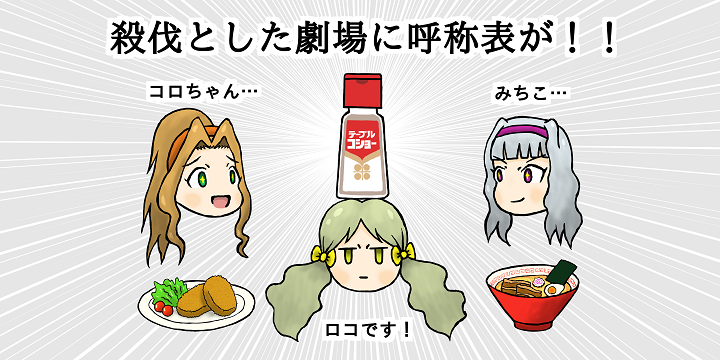 殺伐とした劇場に呼称表が！！
コロちゃん…
みちこ…
テーブル
コショー
ロコです！